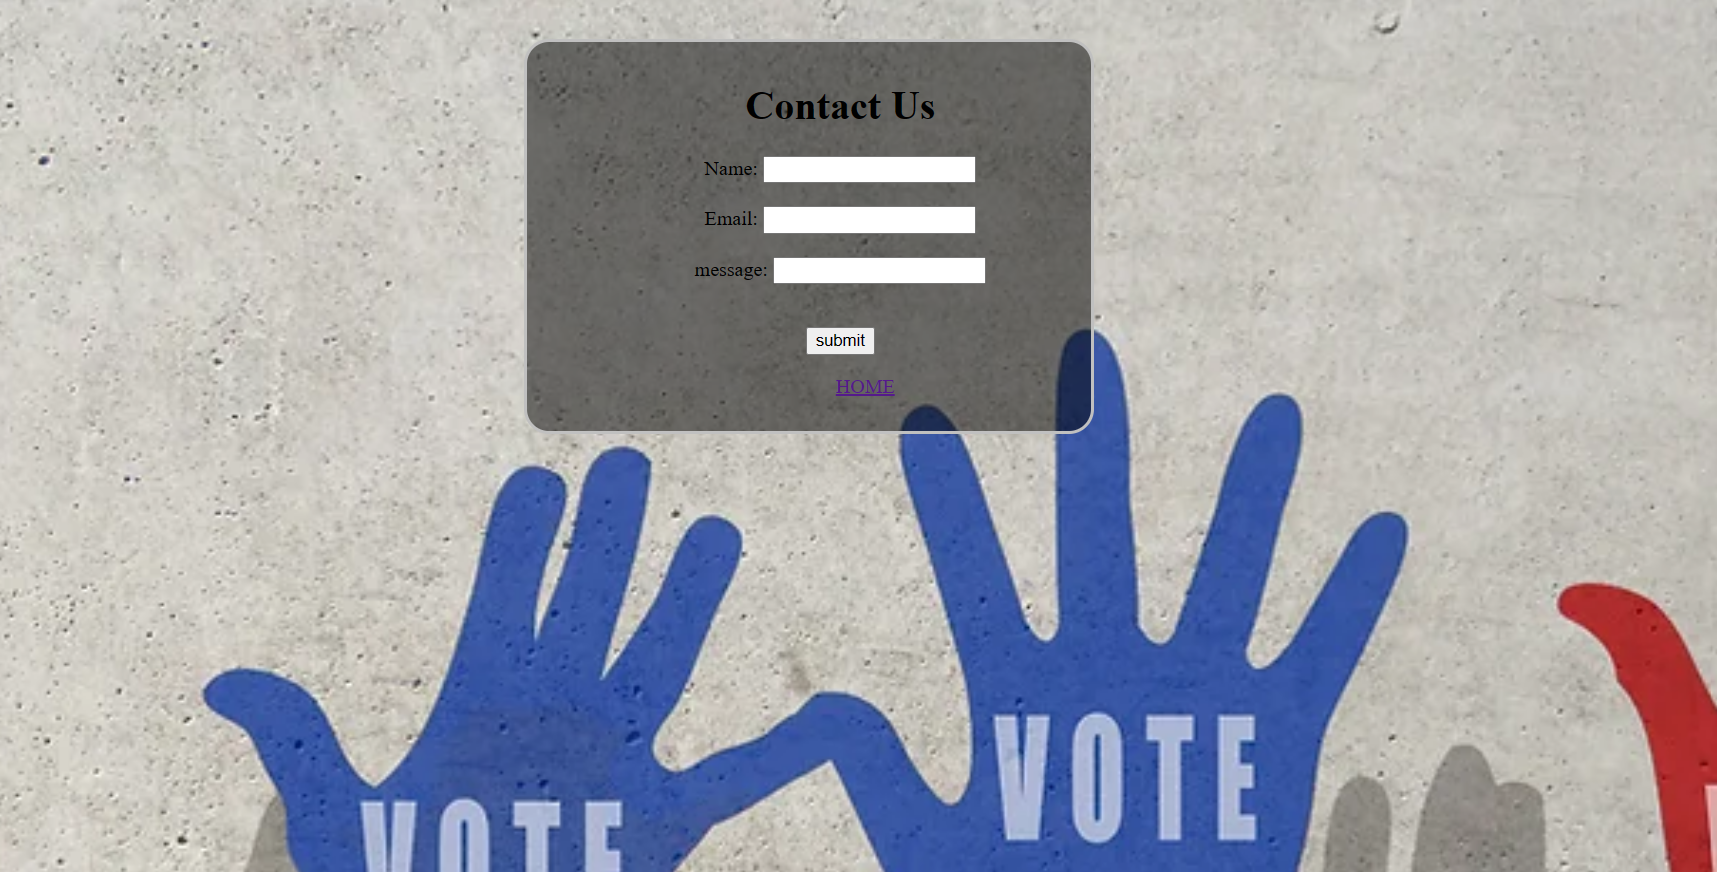 Contact Us
Name:
Email:
message:
submit
HOME
VOTE
VOTE